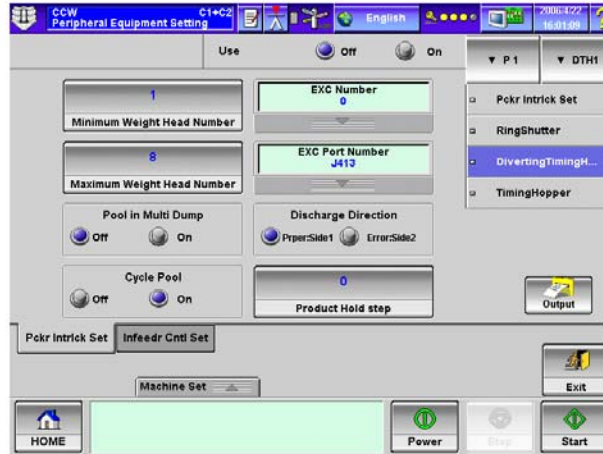 CCW C1+C2
Peripheral Equipment Setting
English
2006/4/22
16:01:09
Use Off On
▼ P 1 ▼ DTH1
1
Minimum Weight Head Number
EXC Number
0
Pckr Intrlck Set
RingShutter
DivertingTimingH...
TimingHopper
8
Maximum Weight Head Number
EXC Port Number
J413
Pool in Multi Dump
Off On
Discharge Direction
Prper:Side1 Error:Side2
Cycle Pool
Off On
0
Product Hold step
Output
Pckr Intrlck Set Infeedr Cntl Set
Machine Set
Exit
HOME
Power
Stop
Start